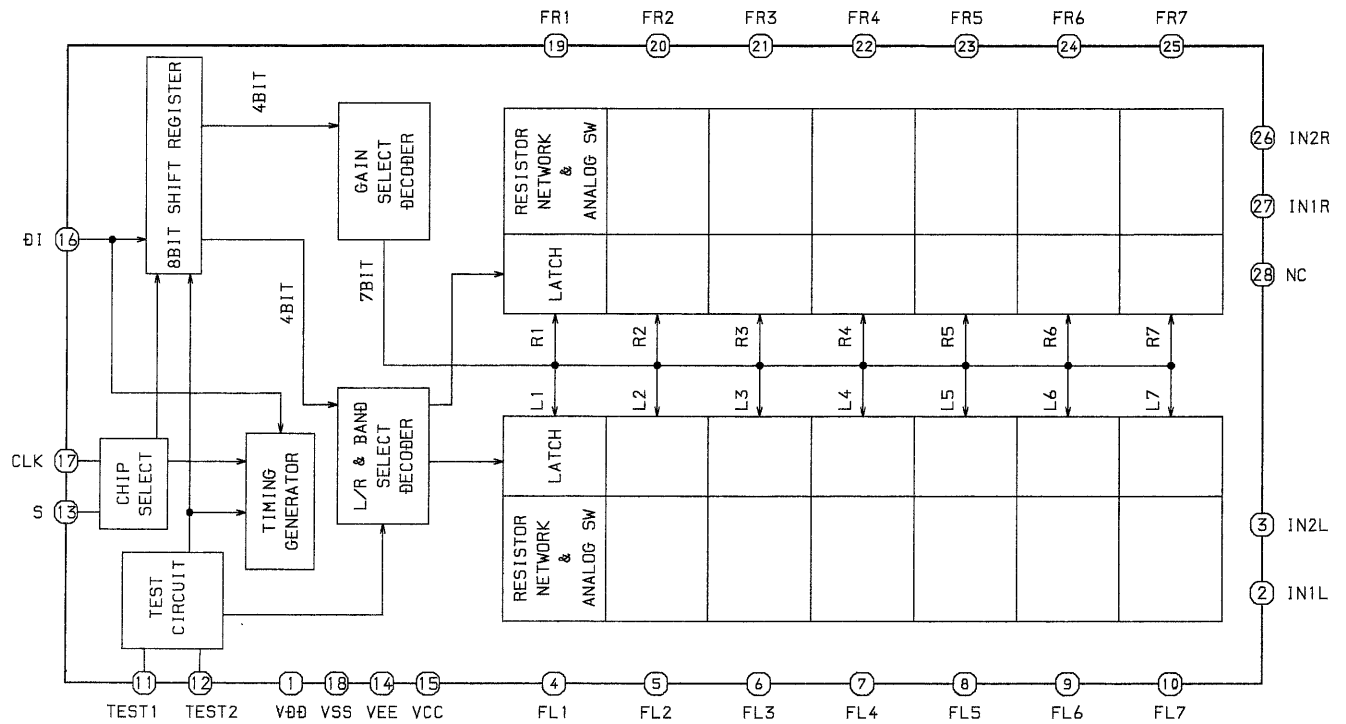 FR1 FR2 FR3 FR4 FR5 FR6 FR7
19 20 21 22 23 24 25
8BIT SHIFT REGISTER
4BIT
GAIN
SELECT
DECODER
RESISTOR
NETWORK
&
ANALOG SW
26 IN2R
27 IN1R
DI 16
4BIT
7BIT
LATCH
28 NC
R1 R2 R3 R4 R5 R6 R7
L1 L2 L3 L4 L5 L6 L7
CLK 17
S 13
CHIP
SELECT
TIMING
GENERATOR
L/R & BAND
SELECT
DECODER
LATCH
RESISTOR
NETWORK
&
ANALOG SW
3 IN2L
2 IN1L
TEST
CIRCUIT
11 12 1 18 14 15 4 5 6 7 8 9 10
TEST1 TEST2 VDD VSS VEE VCC FL1 FL2 FL3 FL4 FL5 FL6 FL7